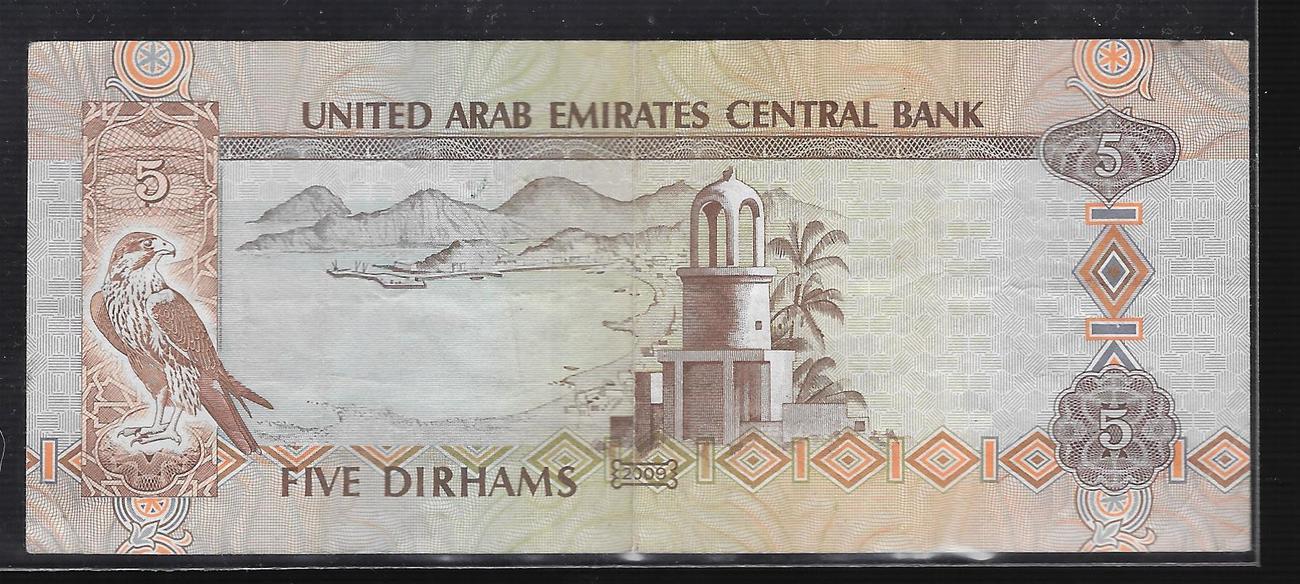 UNITED ARAB EMIRATES CENTRAL BANK
5
5
5
FIVE DIRHAMS
2009